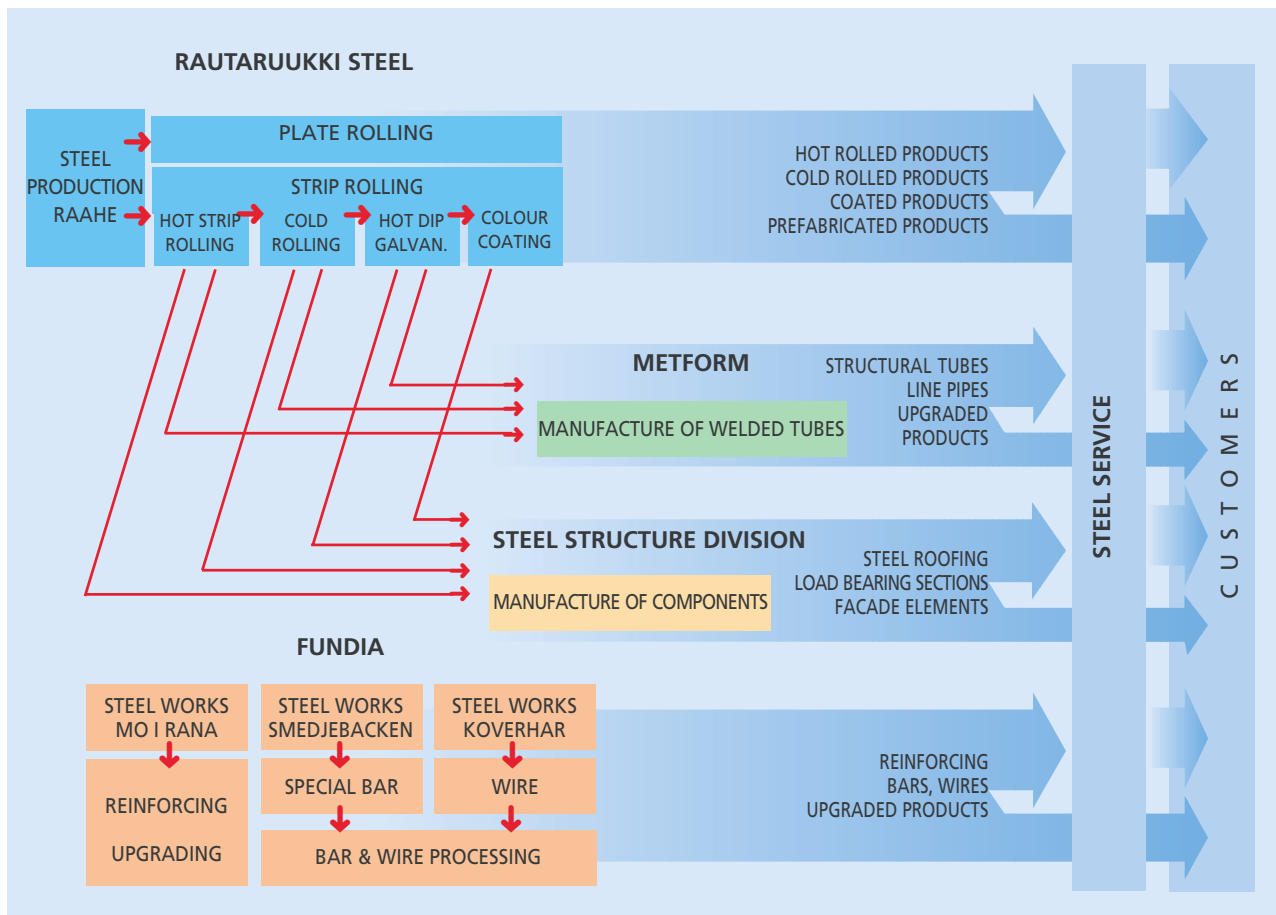 RAUTARUUKKI STEEL
STEEL
PRODUCTION
RAAHE
PLATE ROLLING
STRIP ROLLING
HOT STRIP
ROLLING
COLD
ROLLING
HOT DIP
GALVAN.
COLOUR
COATING
HOT ROLLED PRODUCTS
COLD ROLLED PRODUCTS
COATED PRODUCTS
PREFABRICATED PRODUCTS
METFORM
MANUFACTURE OF WELDED TUBES
STRUCTURAL TUBES
LINE PIPES
UPGRADED
PRODUCTS
STEEL STRUCTURE DIVISION
MANUFACTURE OF COMPONENTS
STEEL ROOFING
LOAD BEARING SECTIONS
FACADE ELEMENTS
FUNDIA
STEEL WORKS
MO I RANA
REINFORCING
UPGRADING
STEEL WORKS
SMEDJEBACKEN
SPECIAL BAR
STEEL WORKS
KOVERHAR
WIRE
BAR & WIRE PROCESSING
REINFORCING
BARS, WIRES
UPGRADED PRODUCTS
STEEL SERVICE
CUSTOMERS